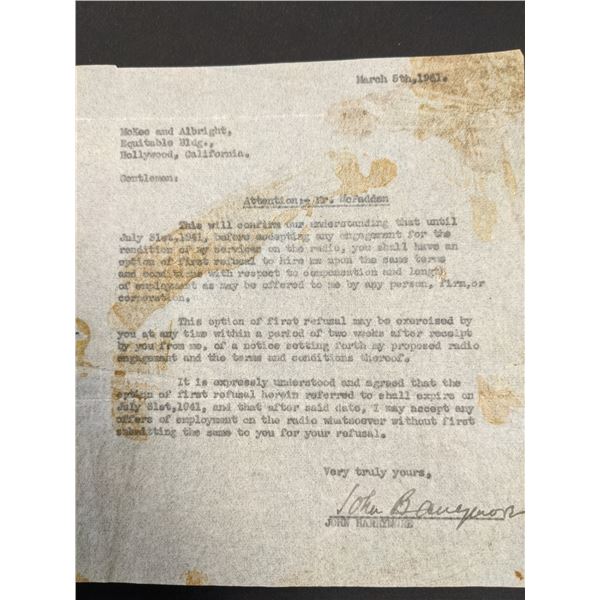 March 5th,1941.
McKee and Albright,
Equitable Bldg.,
Hollywood, California.
Gentlemen:
Attention:- Mr. McFadden
This will confirm our understanding that until
July 31st,1941, before accepting any engagement for the
rendition of my services on the radio, you shall have an
option of first refusal to hire me upon the same terms
and conditions with respect to compensation and length
of employment as may be offered to me by any person, firm,or
corporation.
This option of first refusal may be exercised by
you at any time within a period of two weeks after receipt
by you from me, of a notice setting forth my proposed radio
engagement and the terms and conditions thereof.
It is expressly understood and agreed that the
option of first refusal herein referred to shall expire on
July 31st,1941, and that after said date, I may accept any
offers of employment on the radio whatsoever without first
submitting the same to you for your refusal.
Very truly yours,
John Barrymore
JOHN BARRYMORE